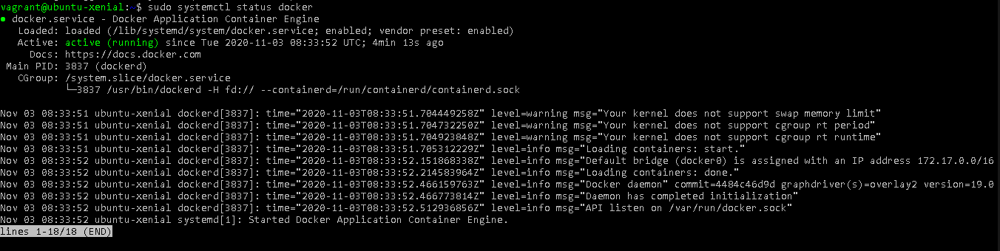 vagrant@ubuntu-xenial:~$ sudo systemctl status docker
● docker.service - Docker Application Container Engine
Loaded: loaded (/lib/systemd/system/docker.service; enabled; vendor preset: enabled)
Active: active (running) since Tue 2020-11-03 08:33:52 UTC; 4min 13s ago
Docs: https://docs.docker.com
Main PID: 3837 (dockerd)
CGroup: /system.slice/docker.service
└─3837 /usr/bin/dockerd -H fd:// --containerd=/run/containerd/containerd.sock
Nov 03 08:33:51 ubuntu-xenial dockerd[3837]: time="2020-11-03T08:33:51.704449258Z" level=warning msg="Your kernel does not support swap memory limit"
Nov 03 08:33:51 ubuntu-xenial dockerd[3837]: time="2020-11-03T08:33:51.704732250Z" level=warning msg="Your kernel does not support cgroup rt period"
Nov 03 08:33:51 ubuntu-xenial dockerd[3837]: time="2020-11-03T08:33:51.704923848Z" level=warning msg="Your kernel does not support cgroup rt runtime"
Nov 03 08:33:51 ubuntu-xenial dockerd[3837]: time="2020-11-03T08:33:51.705312229Z" level=info msg="Loading containers: start."
Nov 03 08:33:52 ubuntu-xenial dockerd[3837]: time="2020-11-03T08:33:52.151868338Z" level=info msg="Default bridge (docker0) is assigned with an IP address 172.17.0.0/16
Nov 03 08:33:52 ubuntu-xenial dockerd[3837]: time="2020-11-03T08:33:52.214583964Z" level=info msg="Loading containers: done."
Nov 03 08:33:52 ubuntu-xenial dockerd[3837]: time="2020-11-03T08:33:52.466159763Z" level=info msg="Docker daemon" commit=4484c46d9d graphdriver(s)=overlay2 version=19.0
Nov 03 08:33:52 ubuntu-xenial dockerd[3837]: time="2020-11-03T08:33:52.466773814Z" level=info msg="Daemon has completed initialization"
Nov 03 08:33:52 ubuntu-xenial dockerd[3837]: time="2020-11-03T08:33:52.512936856Z" level=info msg="API listen on /var/run/docker.sock"
Nov 03 08:33:52 ubuntu-xenial systemd[1]: Started Docker Application Container Engine.
lines 1-18/18 (END)